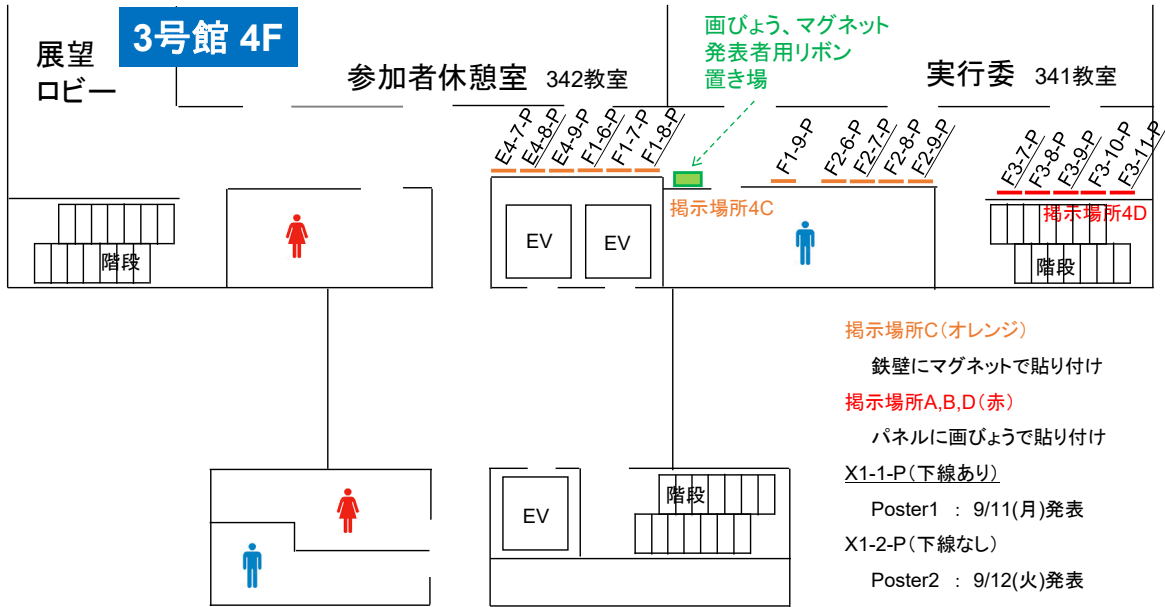 3号館 4F
展望
ロビー
参加者休憩室 342教室
画びょう、マグネット
発表者用リボン
置き場
実行委 341教室
E4-7-P
E4-8-P
E4-9-P
F1-6-P
F1-7-P
F1-8-P
F1-9-P
F2-6-P
F2-7-P
F2-8-P
F2-9-P
F3-7-P
F3-8-P
F3-9-P
F3-10-P
F3-11-P
掲示場所4C
掲示場所4D
階段
EV
EV
階段
掲示場所C(オレンジ)
鉄壁にマグネットで貼り付け
掲示場所A,B,D(赤)
パネルに画びょうで貼り付け
X1-1-P(下線あり)
Poster1 : 9/11(月)発表
X1-2-P(下線なし)
Poster2 : 9/12(火)発表
EV
階段